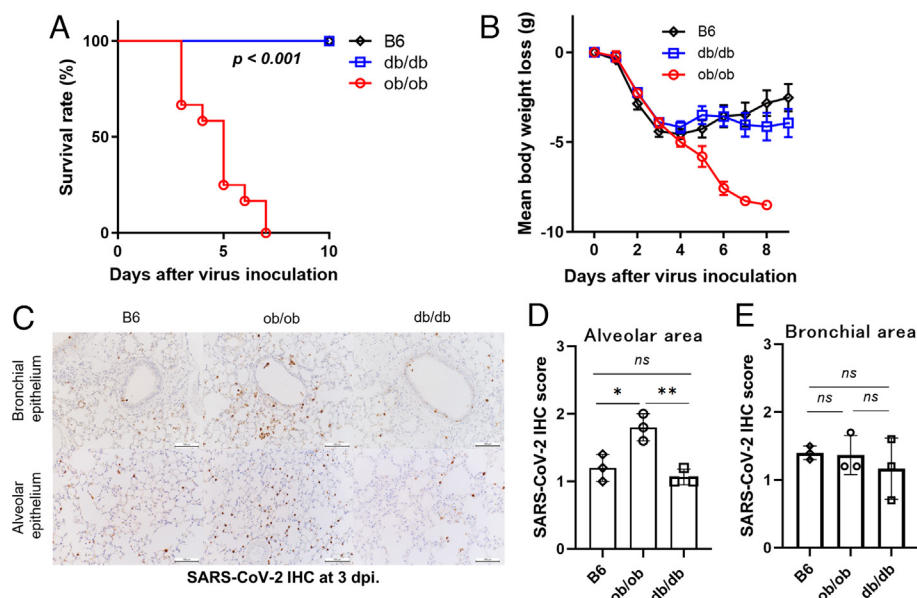 A
B6
db/db
ob/ob
p < 0.001
Survival rate (%)
100
50
0
0
5
10
Days after virus inoculation
B
B6
db/db
ob/ob
Mean body weight loss (g)
0
-5
-10
0
2
4
6
8
Days after virus inoculation
C
B6
ob/ob
db/db
Bronchial
epithelium
Alveolar
epithelium
SARS-CoV-2 IHC at 3 dpi.
D
Alveolar area
SARS-CoV-2 IHC score
3
2
1
0
ns
*
**
B6
ob/ob
db/db
E
Bronchial area
SARS-CoV-2 IHC score
3
2
1
0
ns
ns
ns
B6
ob/ob
db/db